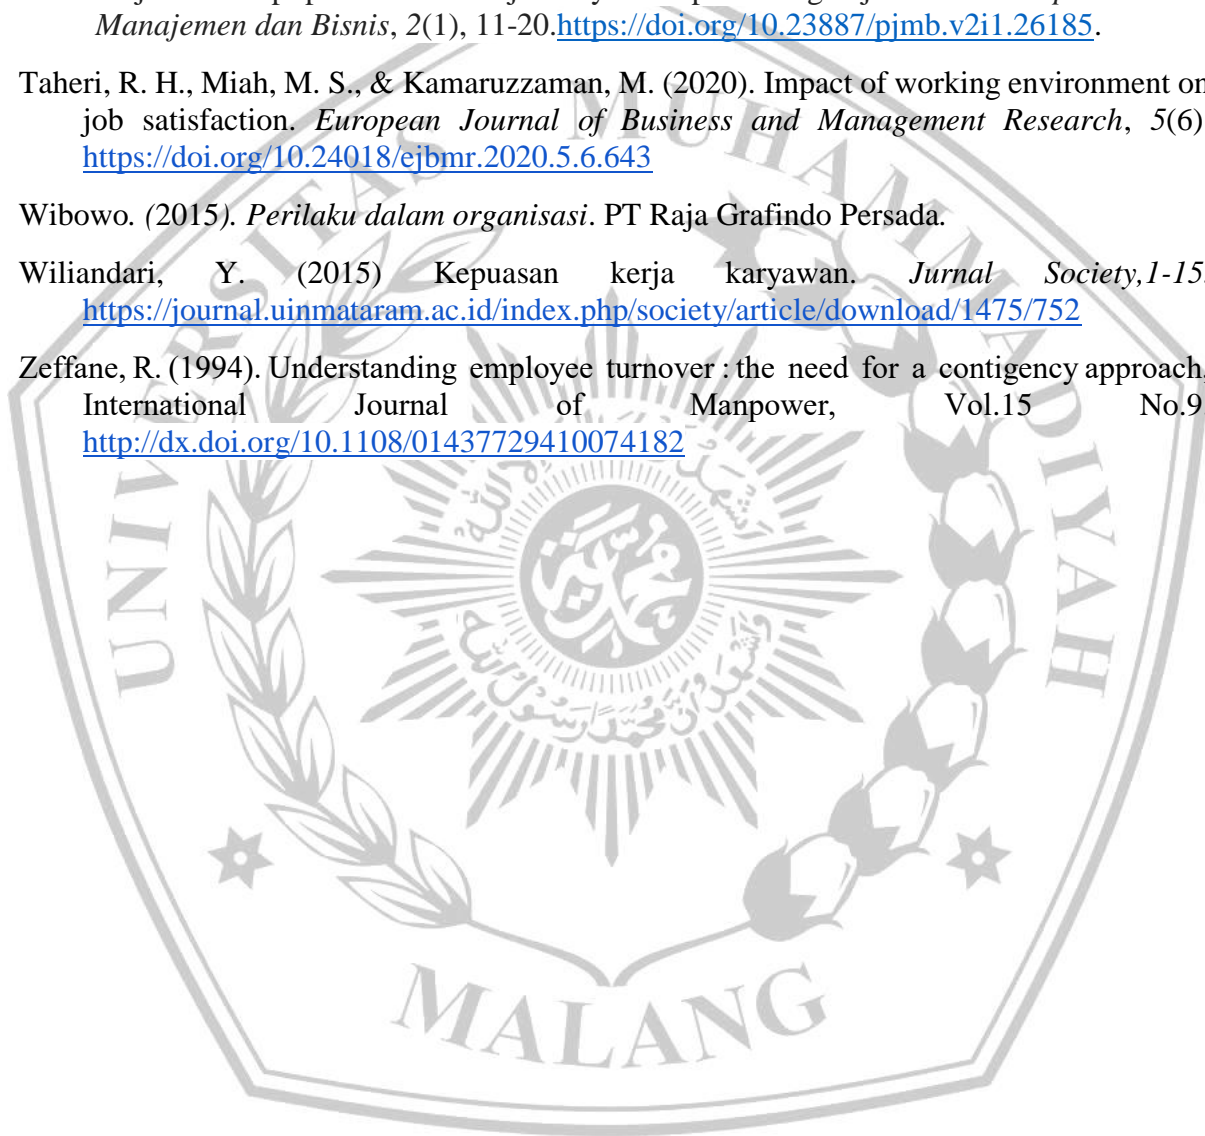 Manajemen dan Bisnis, 2(1), 11-20.https://doi.org/10.23887/pjmb.v2i1.26185.
Taheri, R. H., Miah, M. S., & Kamaruzzaman, M. (2020). Impact of working environment on
job satisfaction. European Journal of Business and Management Research, 5(6)
https://doi.org/10.24018/ejbmr.2020.5.6.643
Wibowo. (2015). Perilaku dalam organisasi. PT Raja Grafindo Persada.
Wiliandari, Y. (2015) Kepuasan kerja karyawan. Jurnal Society,1-15.
https://journal.uinmataram.ac.id/index.php/society/article/download/1475/752
Zeffane, R. (1994). Understanding employee turnover : the need for a contigency approach,
International Journal of Manpower, Vol.15 No.9.
http://dx.doi.org/10.1108/01437729410074182
UNIVERSITAS MUHAMMADIYAH
MALANG